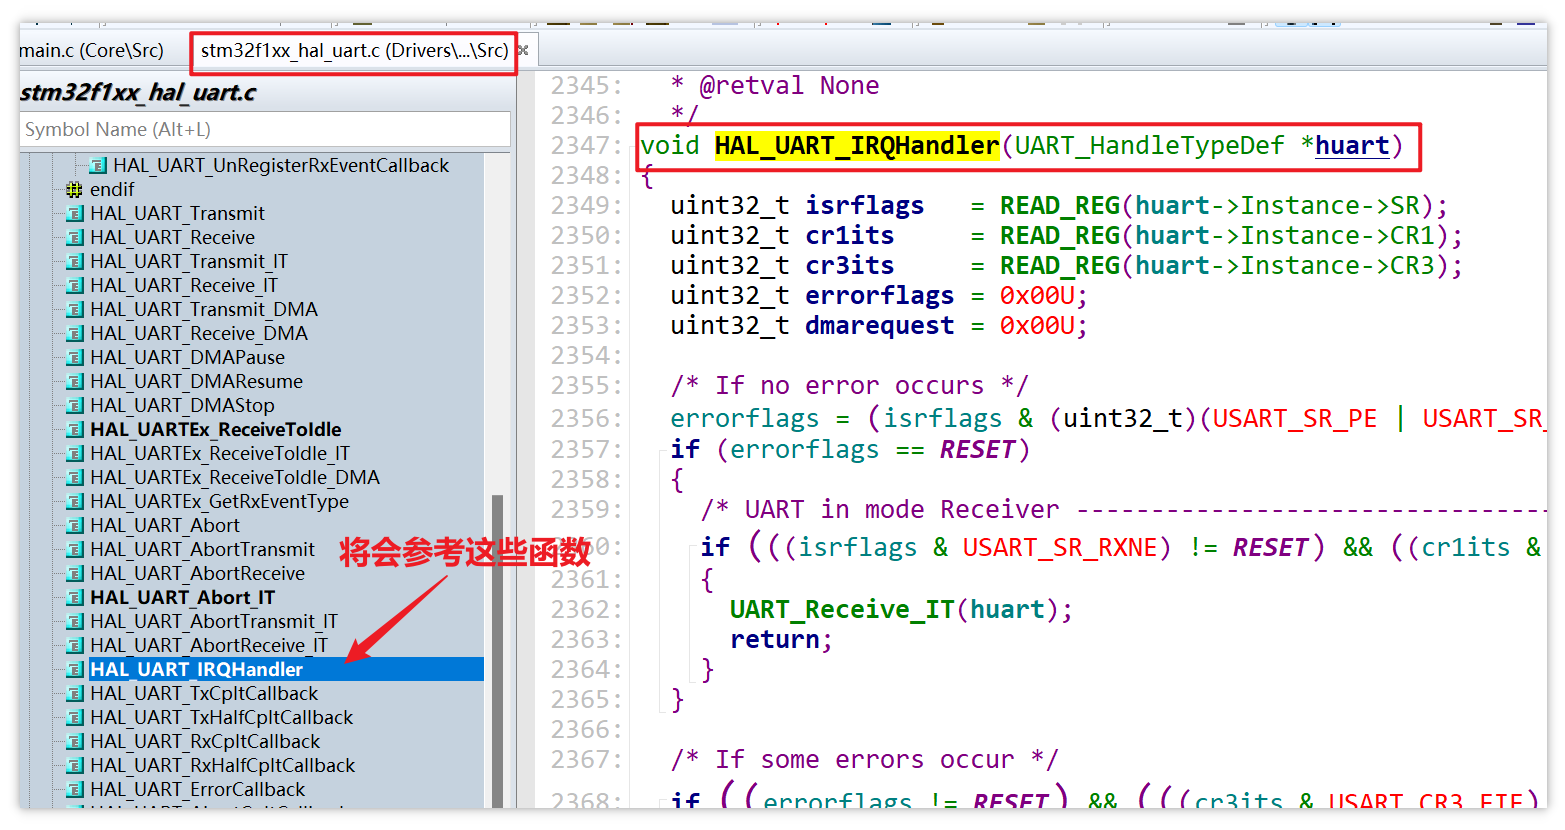 main.c (Core\Src)
stm32f1xx_hal_uart.c (Drivers\...\Src)
stm32f1xx_hal_uart.c
Symbol Name (Alt+L)
HAL_UART_UnRegisterRxEventCallback
endif
HAL_UART_Transmit
HAL_UART_Receive
HAL_UART_Transmit_IT
HAL_UART_Receive_IT
HAL_UART_Transmit_DMA
HAL_UART_Receive_DMA
HAL_UART_DMAPause
HAL_UART_DMAResume
HAL_UART_DMAStop
HAL_UARTEx_ReceiveToIdle
HAL_UARTEx_ReceiveToIdle_IT
HAL_UARTEx_ReceiveToIdle_DMA
HAL_UARTEx_GetRxEventType
HAL_UART_Abort
HAL_UART_AbortTransmit
HAL_UART_AbortReceive
HAL_UART_Abort_IT
HAL_UART_AbortTransmit_IT
HAL_UART_AbortReceive_IT
HAL_UART_IRQHandler
HAL_UART_TxCpltCallback
HAL_UART_TxHalfCpltCallback
HAL_UART_RxCpltCallback
HAL_UART_RxHalfCpltCallback
HAL_UART_ErrorCallback
将会参考这些函数
2345: * @retval None
2346: */
2347: void HAL_UART_IRQHandler(UART_HandleTypeDef *huart)
2348: {
2349: uint32_t isrflags = READ_REG(huart->Instance->SR);
2350: uint32_t cr1its = READ_REG(huart->Instance->CR1);
2351: uint32_t cr3its = READ_REG(huart->Instance->CR3);
2352: uint32_t errorflags = 0x00U;
2353: uint32_t dmarequest = 0x00U;
2354:
2355: /* If no error occurs */
2356: errorflags = (isrflags & (uint32_t)(USART_SR_PE | USART_SR_
2357: if (errorflags == RESET)
2358: {
2359: /* UART in mode Receiver --------------------------------
60: if (((isrflags & USART_SR_RXNE) != RESET) && ((cr1its &
2361: {
2362: UART_Receive_IT(huart);
2363: return;
2364: }
2365: }
2366:
2367: /* If some errors occur */
2368: if ((errorflags != RESET) && (((cr3its & USART_CR3_EIE)